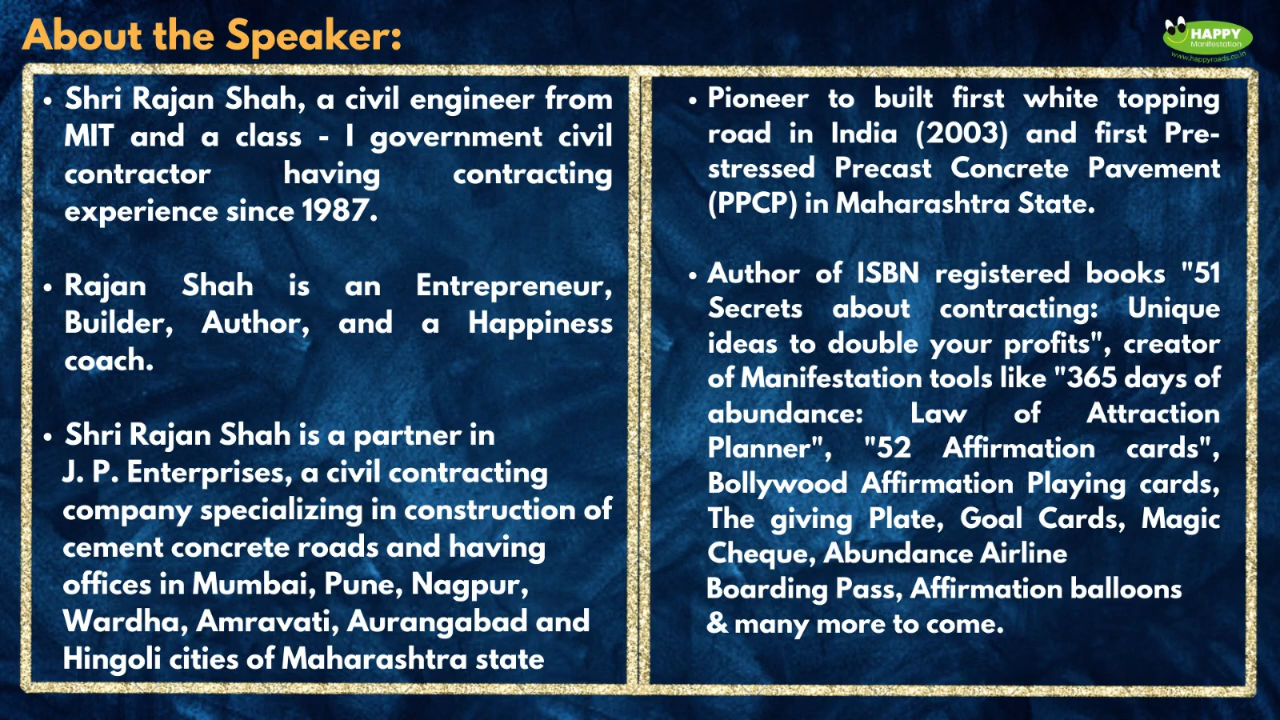 About the Speaker:
HAPPY
Manifestation
www.happyroads.co.in
• Shri Rajan Shah, a civil engineer from
MIT and a class - I government civil
contractor having contracting
experience since 1987.
• Rajan Shah is an Entrepreneur,
Builder, Author, and a Happiness
coach.
• Shri Rajan Shah is a partner in
J. P. Enterprises, a civil contracting
company specializing in construction of
cement concrete roads and having
offices in Mumbai, Pune, Nagpur,
Wardha, Amravati, Aurangabad and
Hingoli cities of Maharashtra state
• Pioneer to built first white topping
road in India (2003) and first Pre-
stressed Precast Concrete Pavement
(PPCP) in Maharashtra State.
• Author of ISBN registered books "51
Secrets about contracting: Unique
ideas to double your profits", creator
of Manifestation tools like "365 days of
abundance: Law of Attraction
Planner", "52 Affirmation cards",
Bollywood Affirmation Playing cards,
The giving Plate, Goal Cards, Magic
Cheque, Abundance Airline
Boarding Pass, Affirmation balloons
& many more to come.